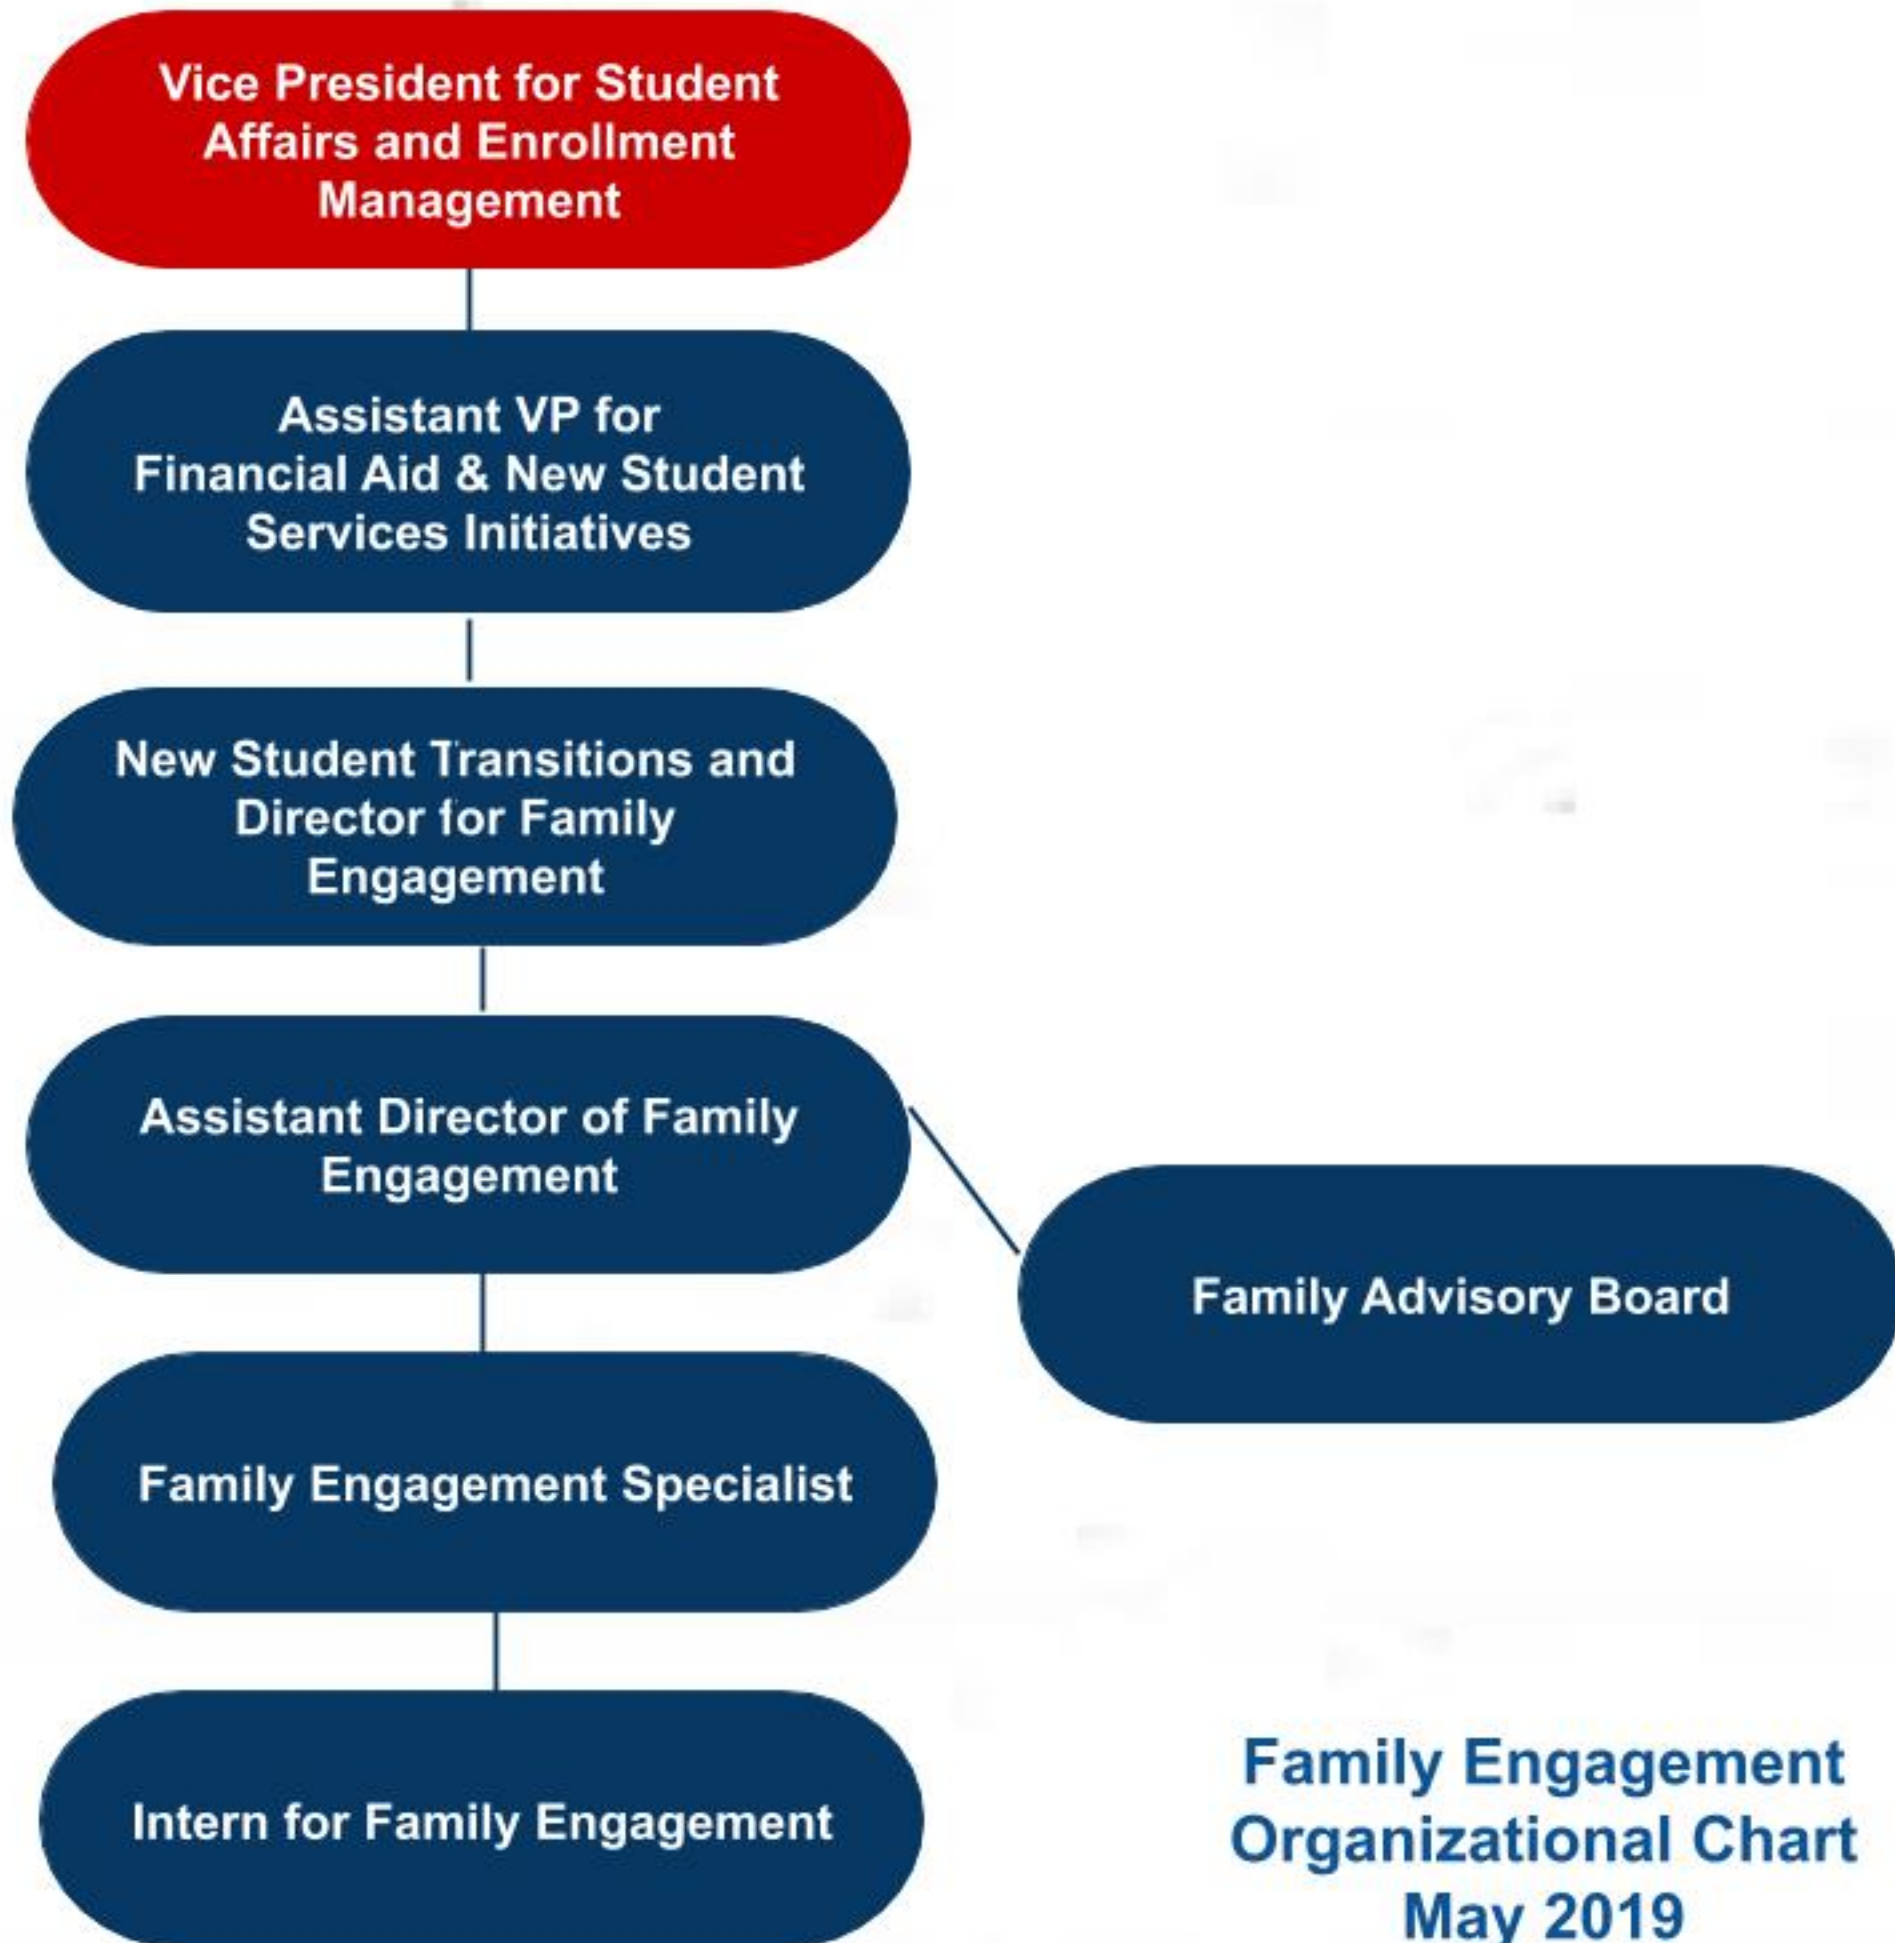 Vice President for Student
Affairs and Enrollment
Management
Assistant VP for
Financial Aid & New Student
Services Initiatives
New Student Transitions and
Director for Family
Engagement
Assistant Director of Family
Engagement
Family Advisory Board
Family Engagement Specialist
Intern for Family Engagement
Family Engagement
Organizational Chart
May 2019